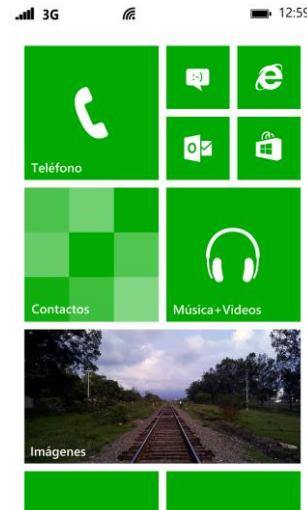 3G 12:59
:-)
Teléfono
Contactos
Música+Videos
Imágenes